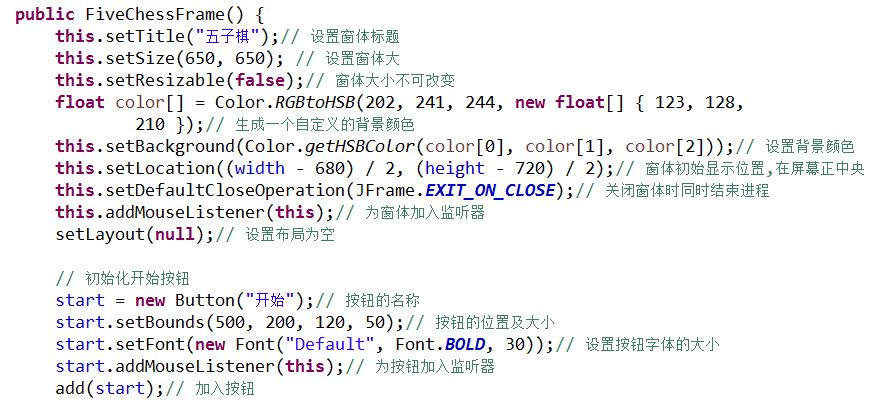 public FiveChessFrame() {
this.setTitle("五子棋");// 设置窗体标题
this.setSize(650, 650); // 设置窗体大
this.setResizable(false);// 窗体大小不可改变
float color[] = Color.RGBtoHSB(202, 241, 244, new float[] { 123, 128,
210 });// 生成一个自定义的背景颜色
this.setBackground(Color.getHSBColor(color[0], color[1], color[2]));// 设置背景颜色
this.setLocation((width - 680) / 2, (height - 720) / 2);// 窗体初始显示位置,在屏幕正中央
this.setDefaultCloseOperation(JFrame.EXIT_ON_CLOSE);// 关闭窗体时同时结束进程
this.addMouseListener(this);// 为窗体加入监听器
setLayout(null);// 设置布局为空
// 初始化开始按钮
start = new Button("开始");// 按钮的名称
start.setBounds(500, 200, 120, 50);// 按钮的位置及大小
start.setFont(new Font("Default", Font.BOLD, 30));// 设置按钮字体的大小
start.addMouseListener(this);// 为按钮加入监听器
add(start);// 加入按钮